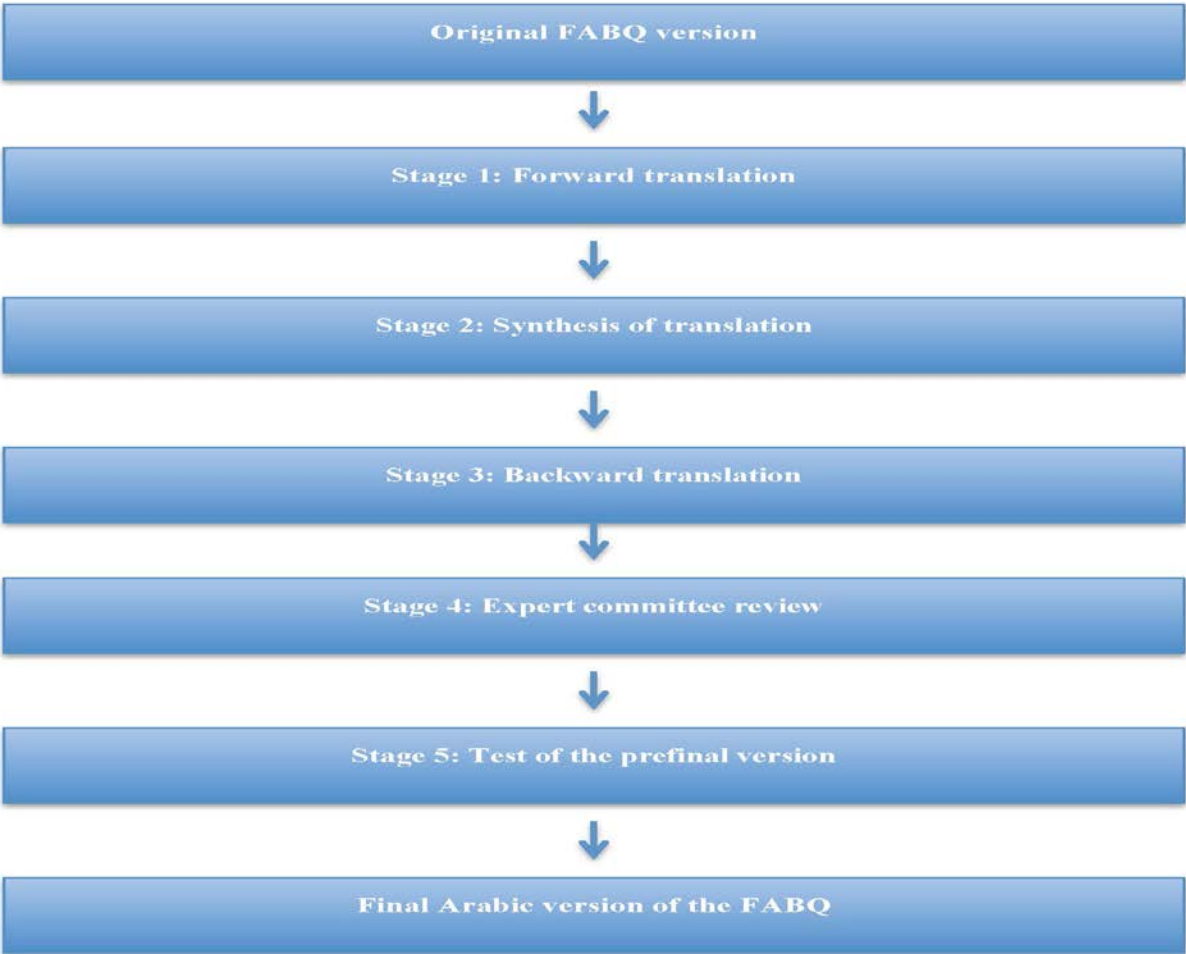 Original FABQ version
Stage 1: Forward translation
Stage 2: Synthesis of translation
Stage 3: Backward translation
Stage 4: Expert committee review
Stage 5: Test of the prefinal version
Final Arabic version of the FABQ